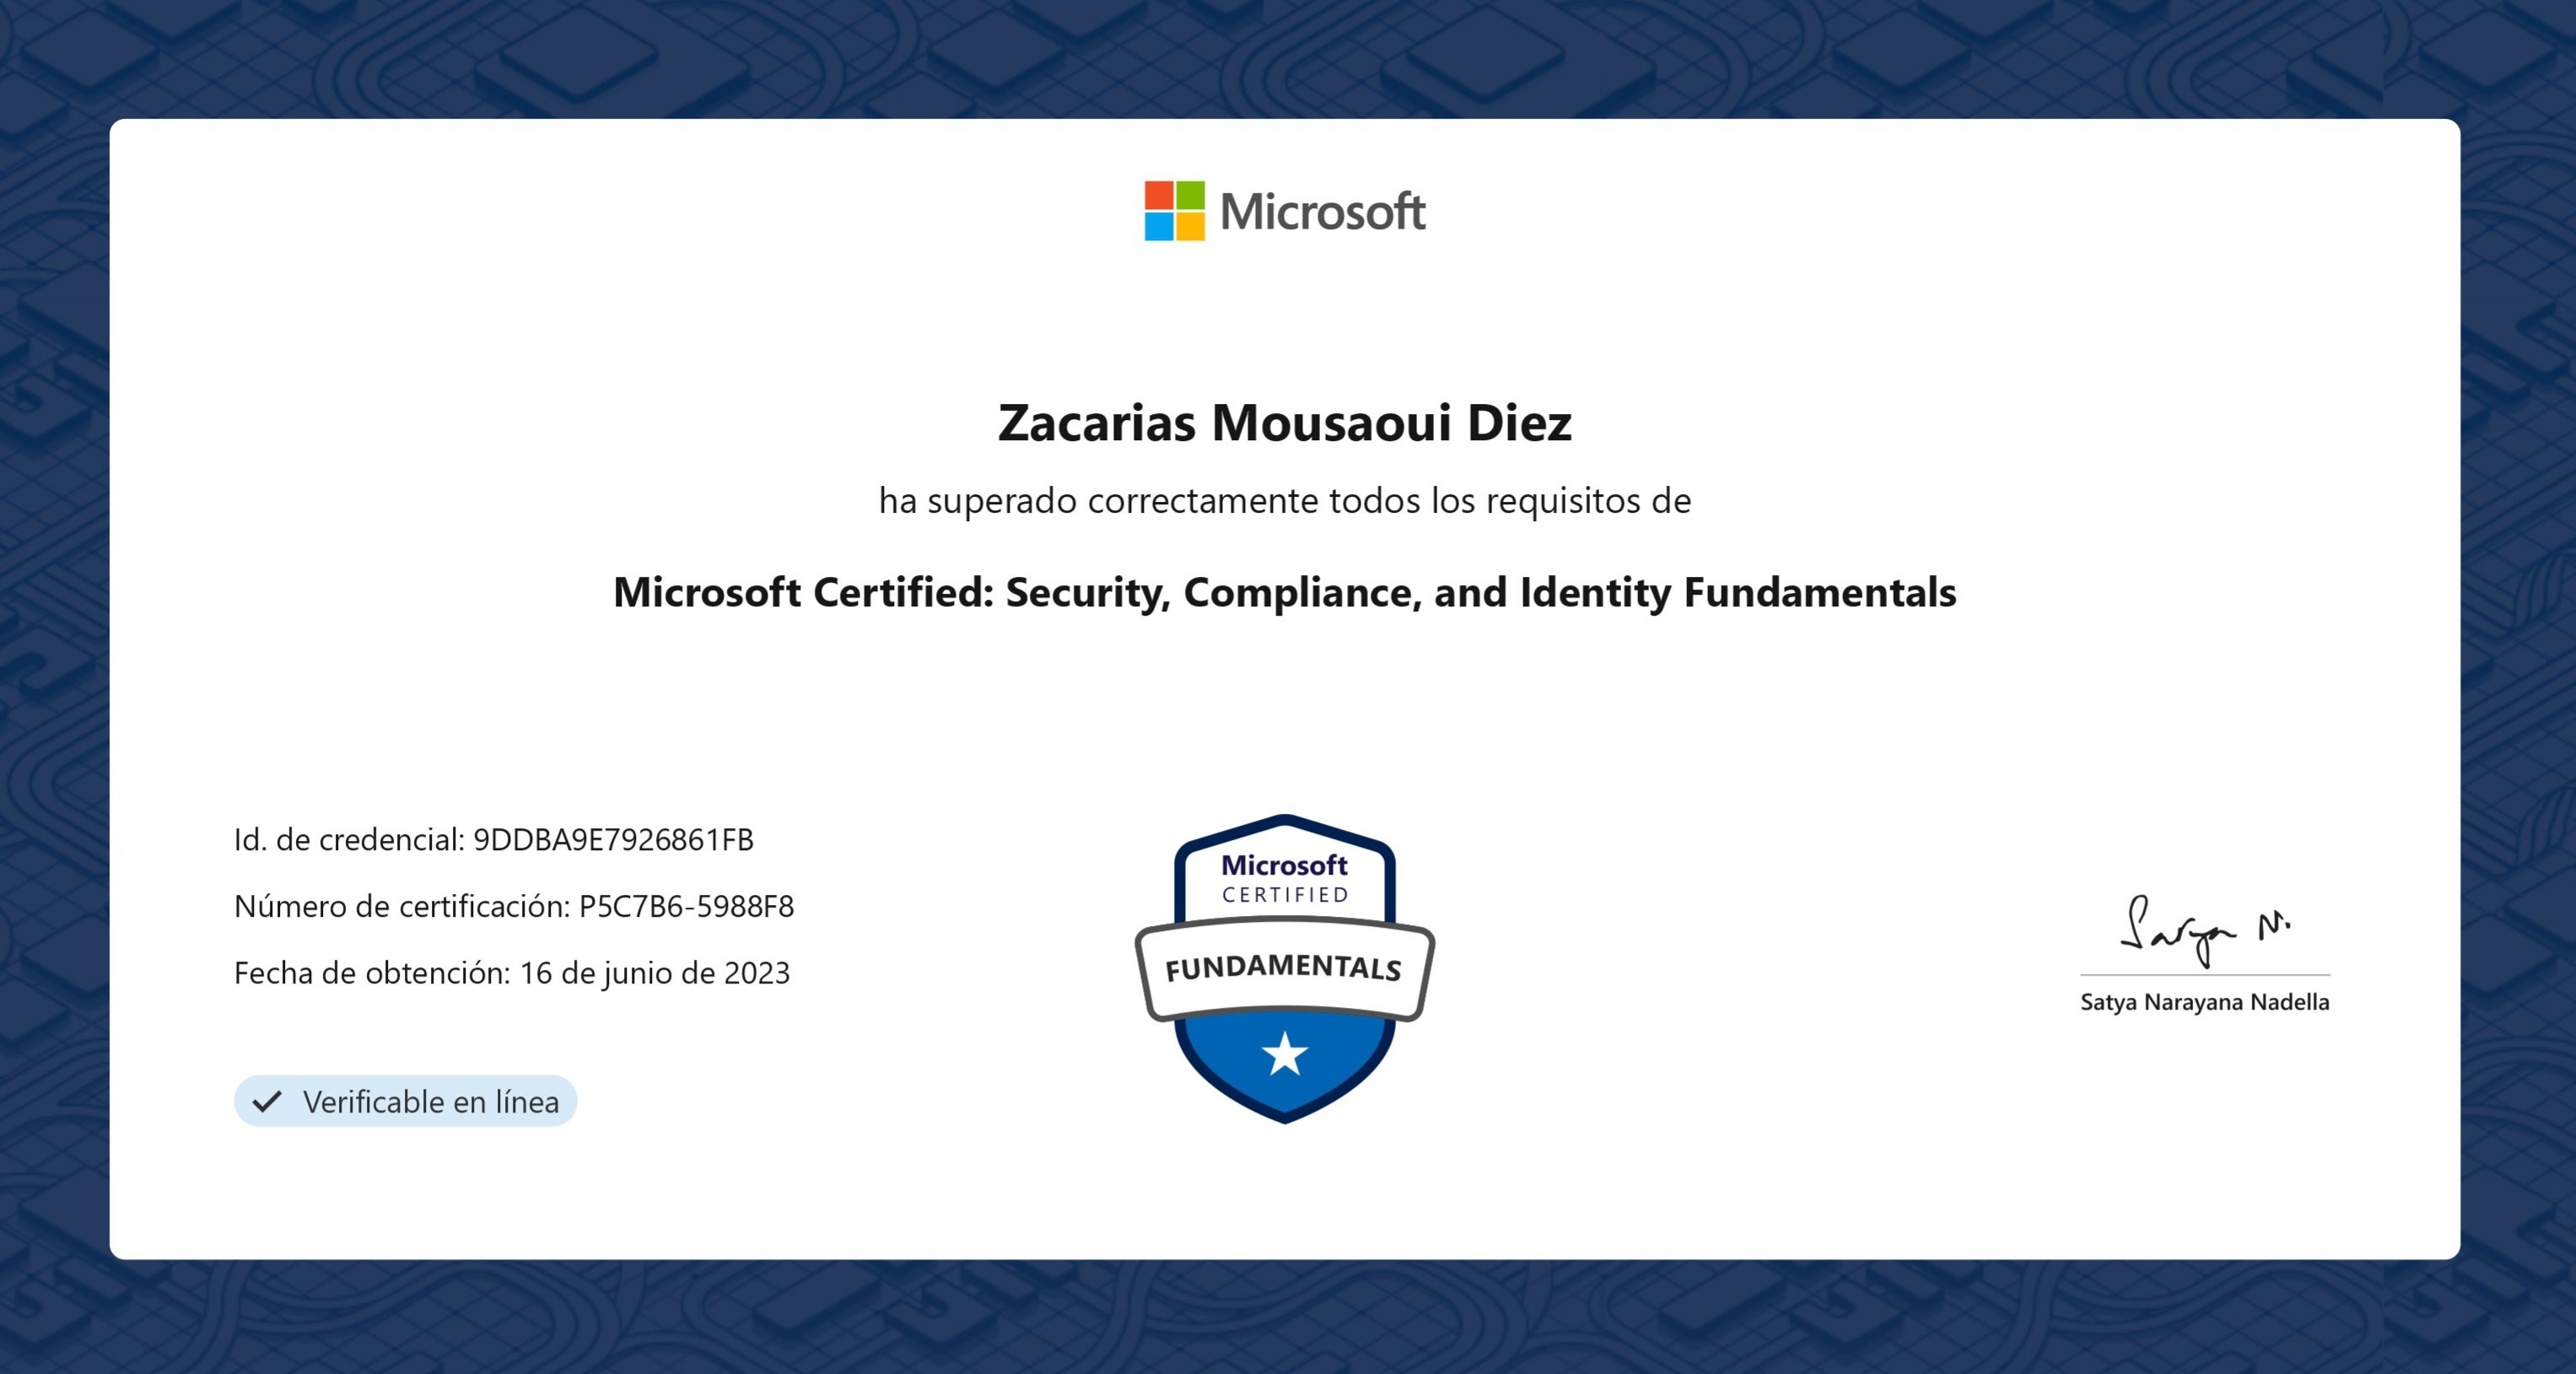 Microsoft
Zacarias Mousaoui Diez
ha superado correctamente todos los requisitos de
Microsoft Certified: Security, Compliance, and Identity Fundamentals
Id. de credencial: 9DDBA9E7926861FB
Número de certificación: P5C7B6-5988F8
Fecha de obtención: 16 de junio de 2023
Verificable en línea
Microsoft
CERTIFIED
FUNDAMENTALS
Satya N.
Satya Narayana Nadella